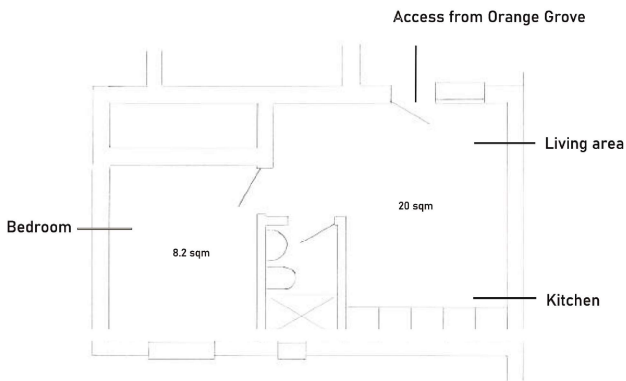 Access from Orange Grove
Living area
20 sqm
Bedroom
8.2 sqm
Kitchen